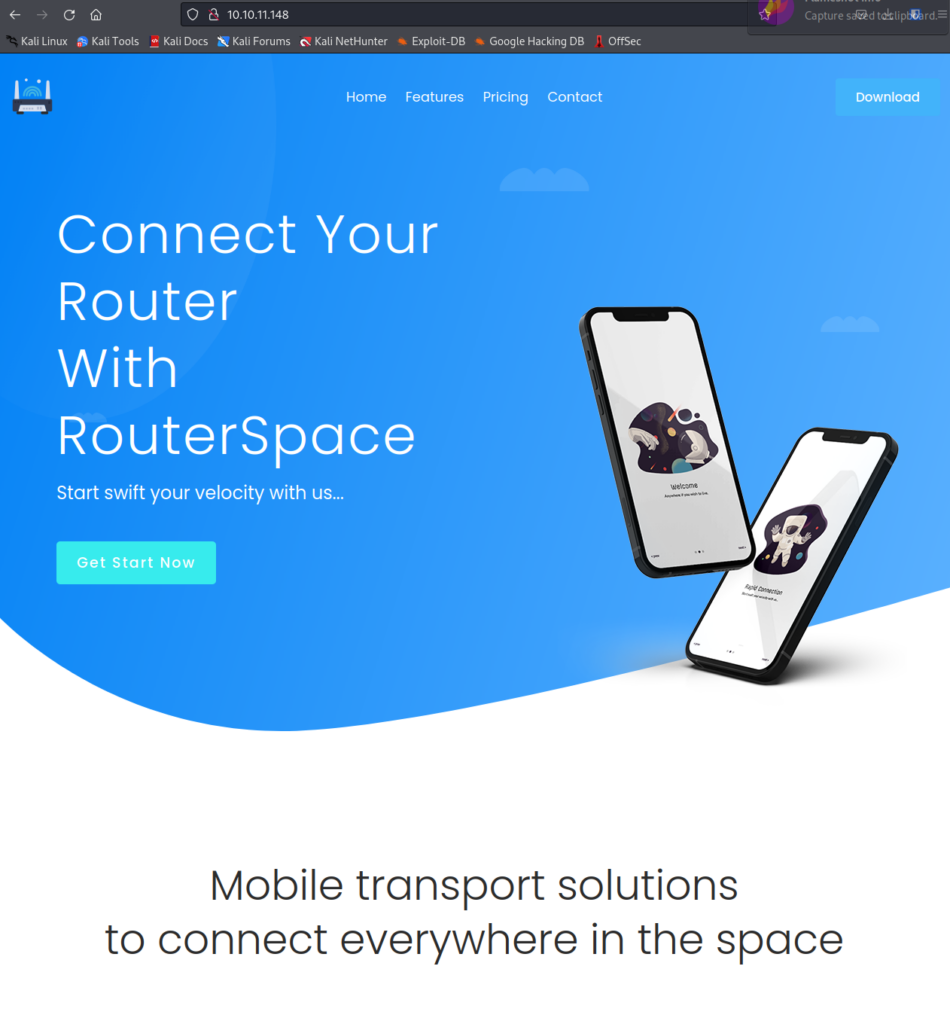 10.10.11.148
Capture saved to clipboard.
Kali Linux Kali Tools Kali Docs Kali Forums Kali NetHunter Exploit-DB Google Hacking DB OffSec
Home Features Pricing Contact Download
Connect Your
Router
With
RouterSpace
Start swift your velocity with us...
Get Start Now
Welcome
Rapid Connection
Mobile transport solutions
to connect everywhere in the space